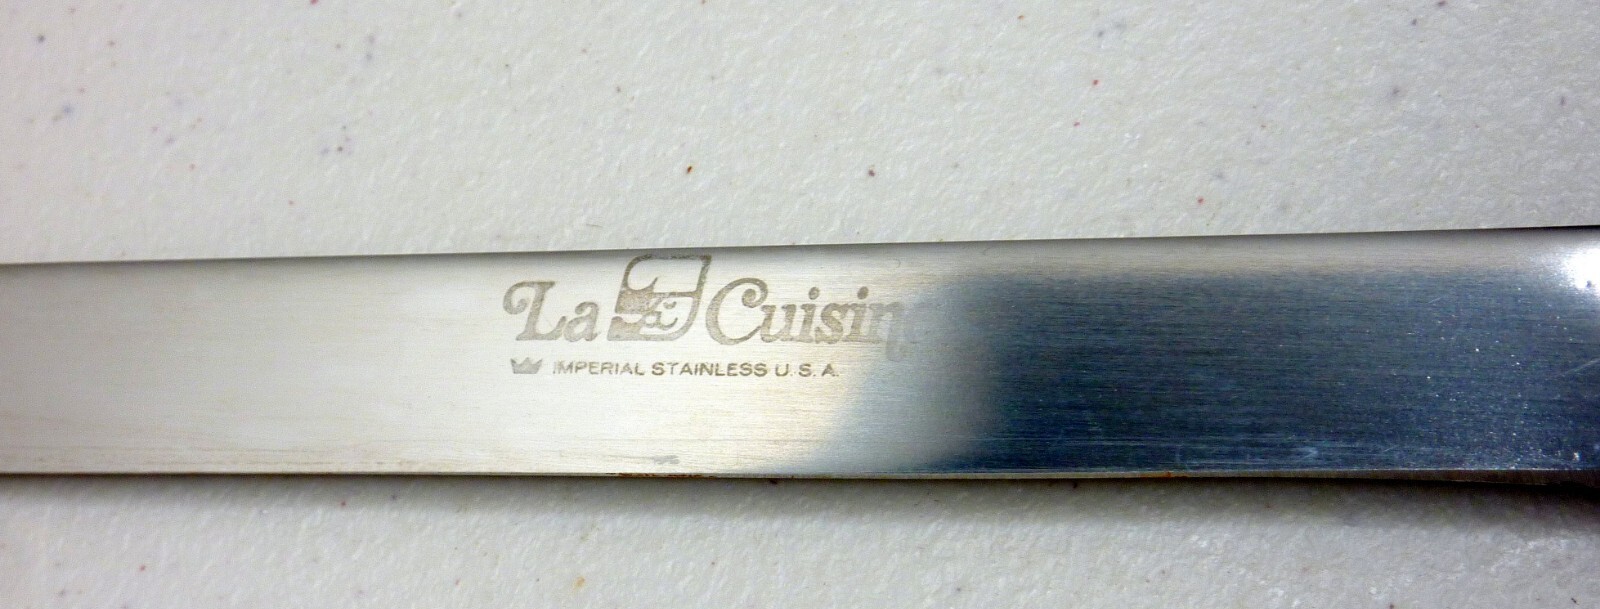 La Cuisine
IMPERIAL STAINLESS U.S.A.